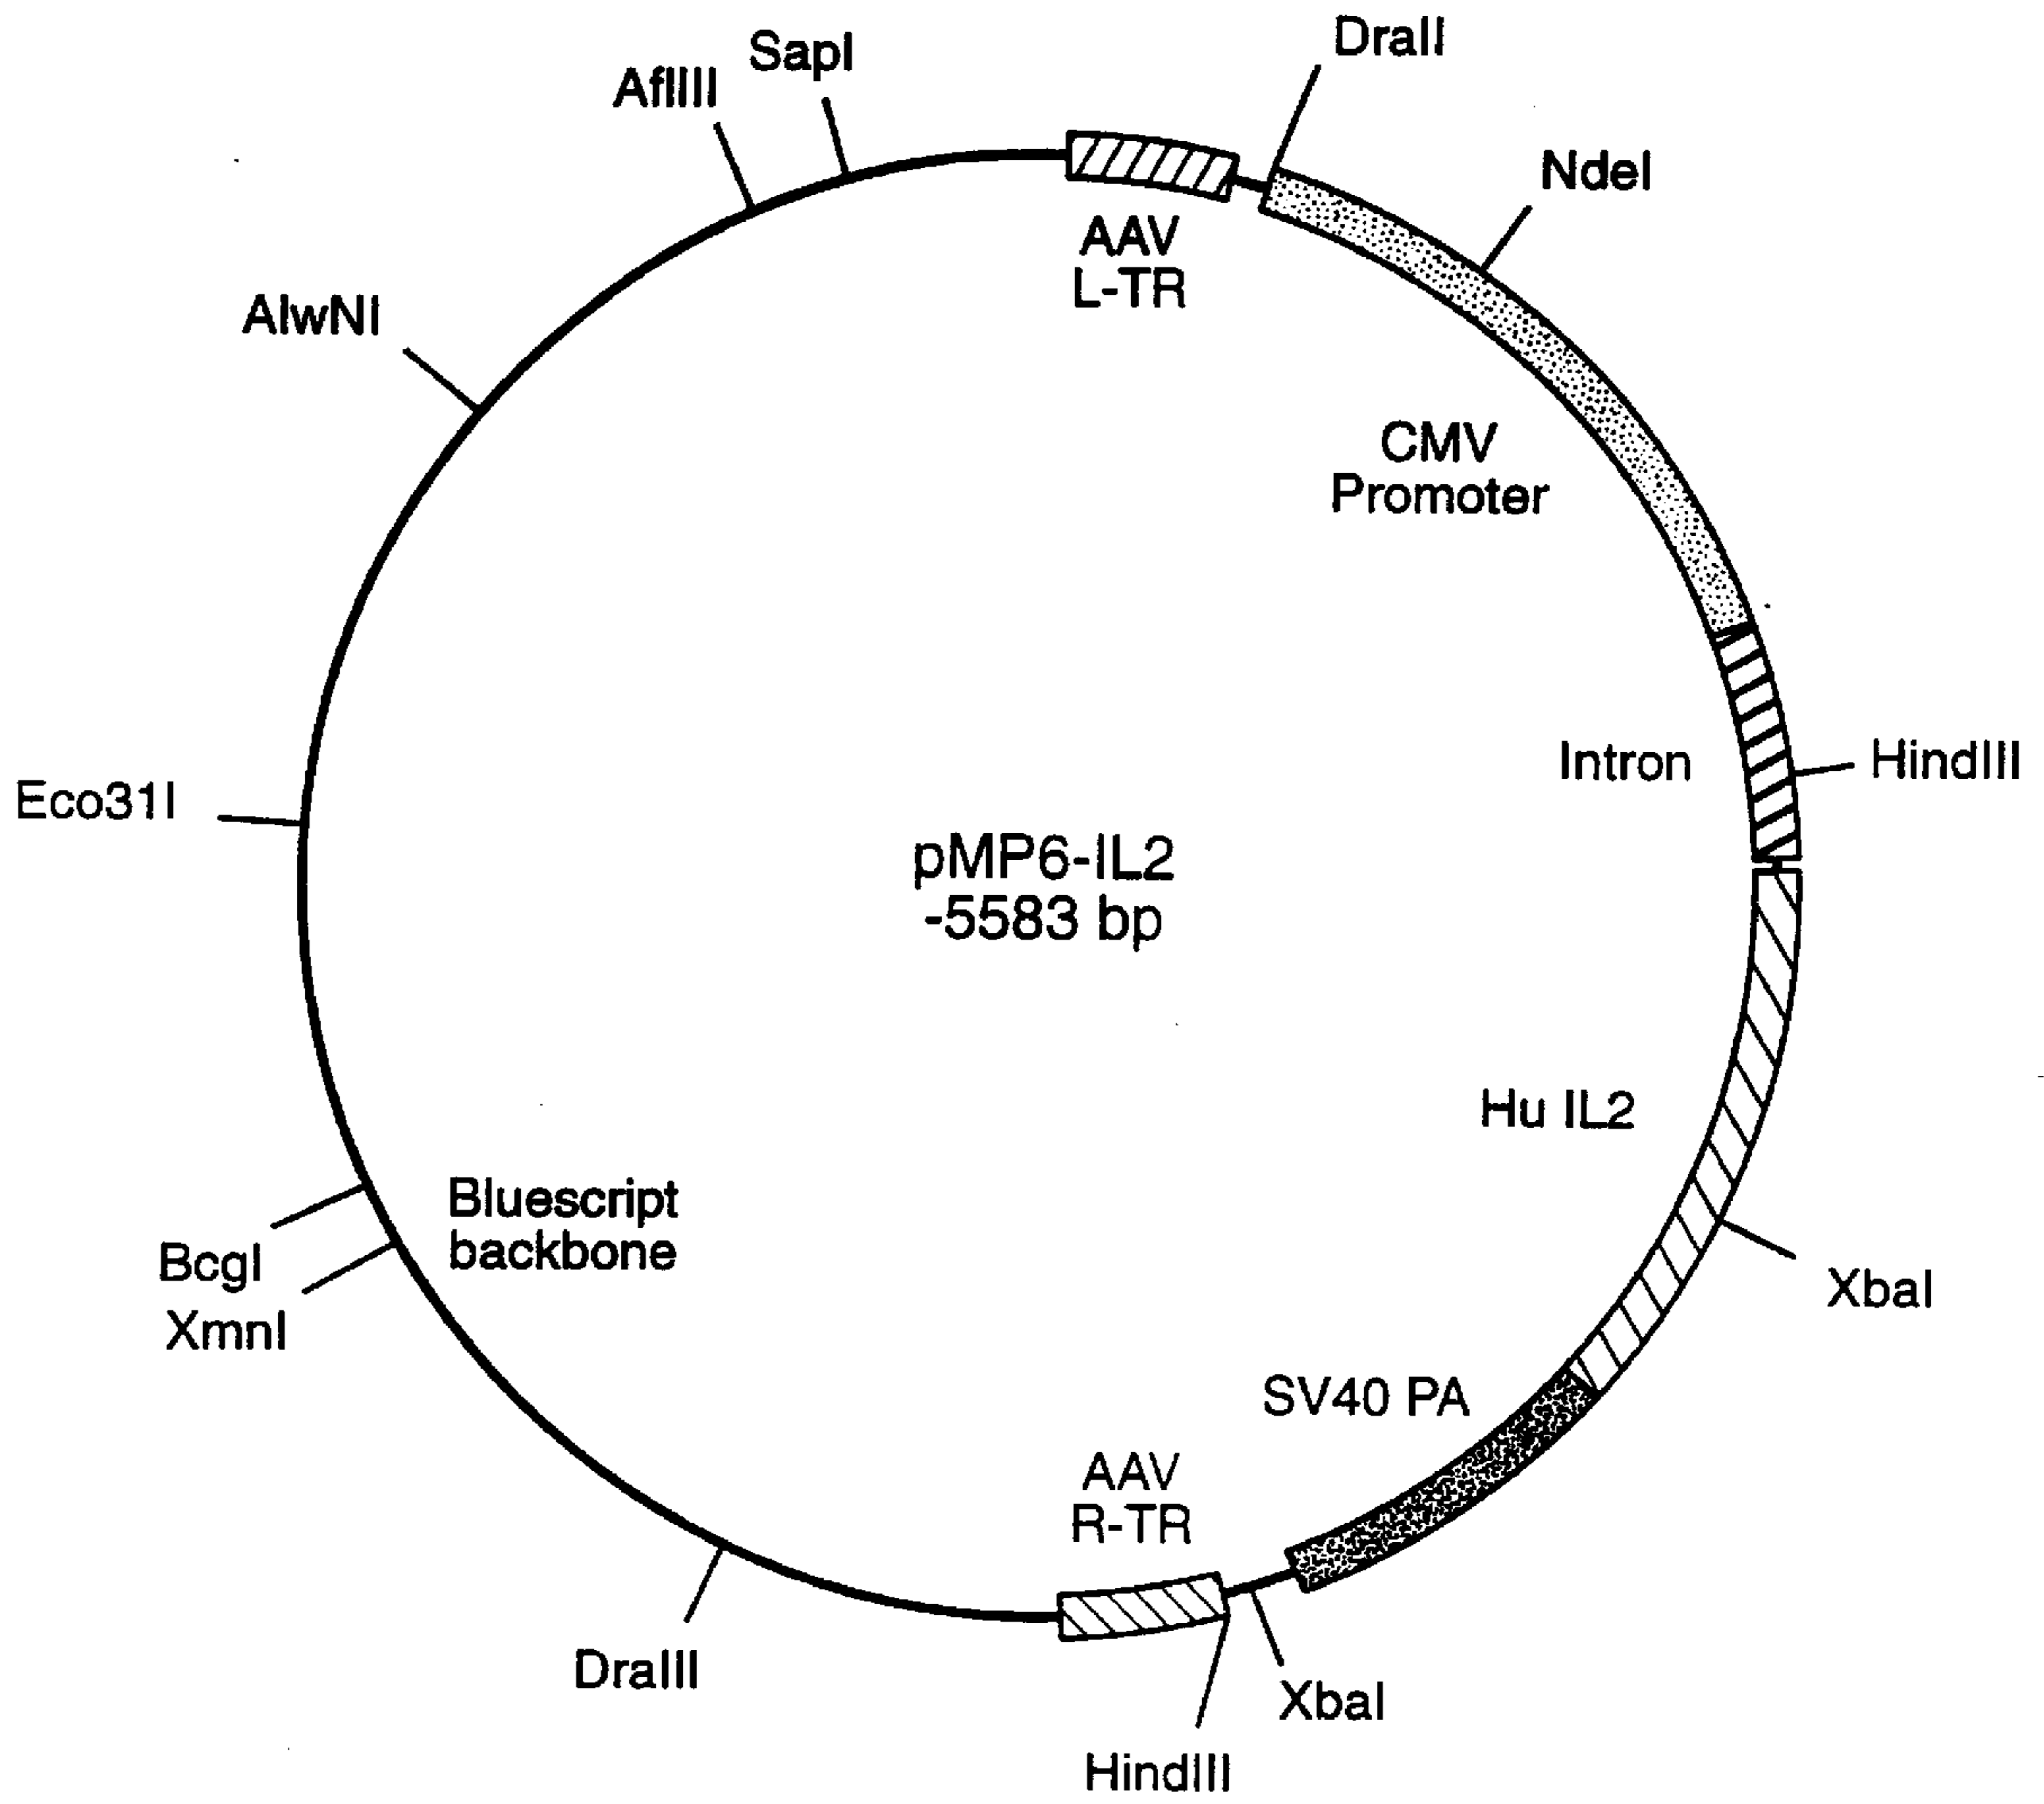 DraII
SapI
AflIII
NdeI
AAV
L-TR
AlwNI
CMV
Promoter
Intron
HindIII
Eco31I
pMP6-IL2
-5583 bp
Hu IL2
Bluescript
backbone
BcgI
XbaI
XmnI
SV40 PA
AAV
R-TR
DraIII
XbaI
HindIII